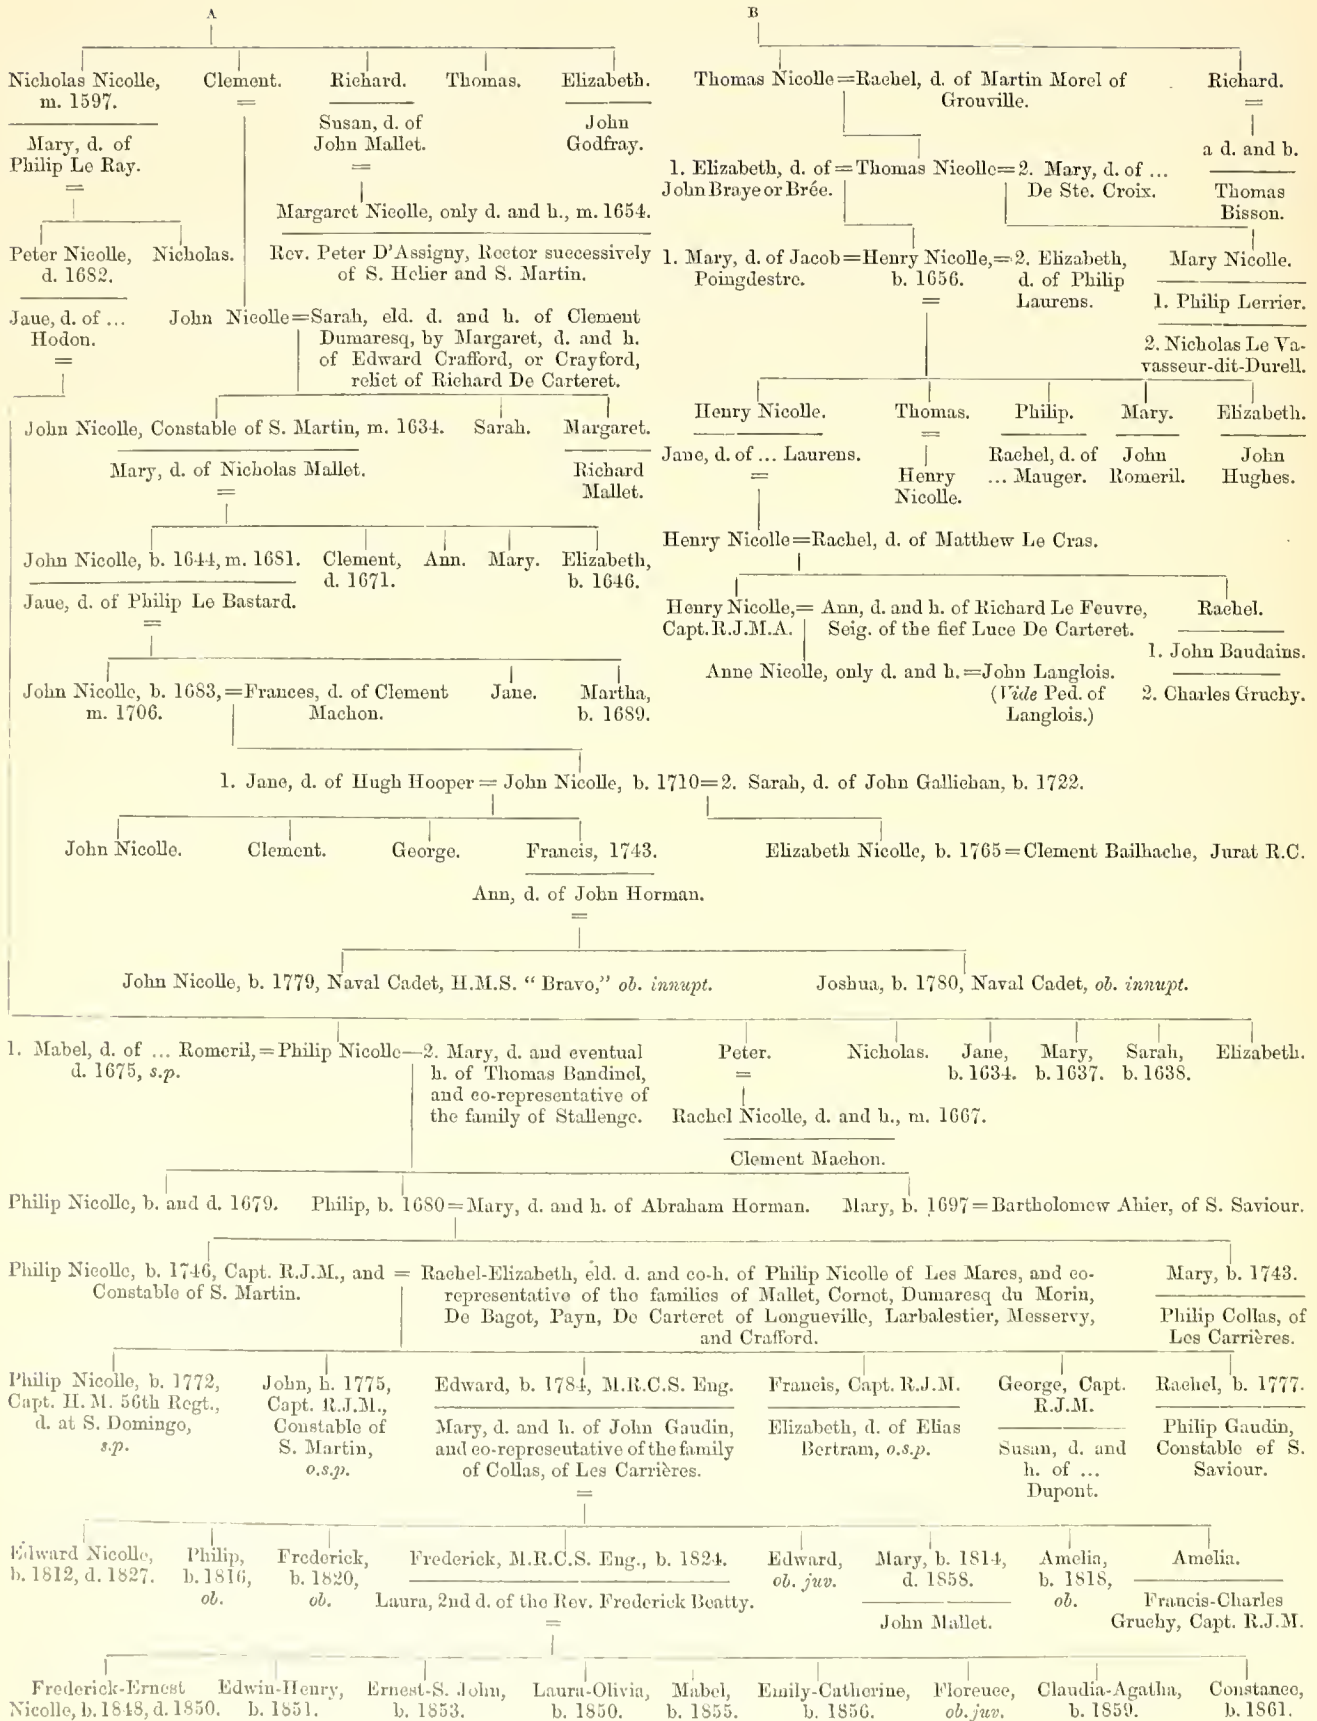 A
Nicholas Nicolle, m. 1597.
Mary, d. of Philip Le Ray.
=
Clement.
=
Richard.
Susan, d. of John Mallet.
=
Thomas.
Elizabeth.
John Godfray.
Margaret Nicolle, only d. and h., m. 1654.
Rev. Peter D'Assigny, Rector successively
of S. Helier and S. Martin.
Peter Nicolle, d. 1682.
Nicholas.
Jane, d. of ... Hodon.
=
John Nicolle=Sarah, eld. d. and h. of Clement
Dumaresq, by Margaret, d. and h.
of Edward Crafford, or Crayford,
relict of Richard De Carteret.
John Nicolle, Constable of S. Martin, m. 1634.
Sarah.
Margaret.
Mary, d. of Nicholas Mallet.
=
Richard Mallet.
John Nicolle, b. 1644, m. 1681.
Clement, d. 1671.
Ann.
Mary.
Elizabeth, b. 1646.
Jane, d. of Philip Le Bastard.
=
John Nicolle, b. 1683,=Frances, d. of Clement
m. 1706. Machon.
Jane.
Martha, b. 1689.
B
Thomas Nicolle=Rachel, d. of Martin Morel of
Grouville.
Richard.
=
a d. and h.
Thomas Bisson.
1. Elizabeth, d. of=Thomas Nicolle=2. Mary, d. of ...
John Braye or Brée. De Ste. Croix.
1. Mary, d. of Jacob=Henry Nicolle,=2. Elizabeth,
Poingdestre. b. 1656. d. of Philip
= Laurens.
Mary Nicolle.
1. Philip Lerrier.
2. Nicholas Le Va-
vasseur-dit-Durell.
Henry Nicolle.
Thomas.
Philip.
Mary.
Elizabeth.
Jane, d. of ... Laurens.
=
=
Henry Nicolle.
Rachel, d. of ... Mauger.
John Romeril.
John Hughes.
Henry Nicolle=Rachel, d. of Matthew Le Cras.
Henry Nicolle,= Ann, d. and h. of Richard Le Feuvre,
Capt. R.J.M.A. Seig. of the fief Luce De Carteret.
Rachel.
1. John Baudains.
2. Charles Gruchy.
Anne Nicolle, only d. and h.=John Langlois.
(Vide Ped. of
Langlois.)
1. Jane, d. of Hugh Hooper = John Nicolle, b. 1710=2. Sarah, d. of John Gallichan, b. 1722.
John Nicolle.
Clement.
George.
Francis, 1743.
Elizabeth Nicolle, b. 1765=Clement Bailhache, Jurat R.C.
Ann, d. of John Horman.
=
John Nicolle, b. 1779, Naval Cadet, H.M.S. “ Bravo,” ob. innupt.
Joshua, b. 1780, Naval Cadet, ob. innupt.
1. Mabel, d. of ... Romeril,=Philip Nicolle—2. Mary, d. and eventual
d. 1675, s.p. h. of Thomas Bandinel,
and co-representative of
the family of Stallenge.
Peter.
=
Nicholas.
Jane, b. 1634.
Mary, b. 1637.
Sarah, b. 1638.
Elizabeth.
Rachel Nicolle, d. and h., m. 1667.
Clement Machon.
Philip Nicolle, b. and d. 1679.
Philip, b. 1680=Mary, d. and h. of Abraham Horman.
Mary, b. 1697=Bartholomew Ahier, of S. Saviour.
Philip Nicolle, b. 1746, Capt. R.J.M., and = Rachel-Elizabeth, eld. d. and co-h. of Philip Nicolle of Les Mares, and co-
Constable of S. Martin. representative of the families of Mallet, Cornet, Dumaresq du Morin,
De Bagot, Payn, De Carteret of Longueville, Larbalestier, Messervy,
and Crafford.
Mary, b. 1743.
Philip Collas, of
Les Carrières.
Philip Nicolle, b. 1772,
Capt. H.M. 56th Regt.,
d. at S. Domingo,
s.p.
John, b. 1775,
Capt. R.J.M.,
Constable of
S. Martin,
o.s.p.
Edward, b. 1784, M.R.C.S. Eng.
Mary, d. and h. of John Gaudin,
and co-representative of the family
of Collas, of Les Carrières.
=
Francis, Capt. R.J.M.
Elizabeth, d. of Elias
Bertram, o.s.p.
George, Capt.
R.J.M.
Susan, d. and
h. of ...
Dupont.
Rachel, b. 1777.
Philip Gaudin,
Constable of S.
Saviour.
Edward Nicolle,
b. 1812, d. 1827.
Philip,
b. 1816,
ob.
Frederick,
b. 1820,
ob.
Frederick, M.R.C.S. Eng., b. 1824.
Laura, 2nd d. of the Rev. Frederick Beatty.
=
Edward,
ob. juv.
Mary, b. 1814,
d. 1858.
John Mallet.
Amelia,
b. 1818,
ob.
Amelia.
Francis-Charles
Gruchy, Capt. R.J.M.
Frederick-Ernest
Nicolle, b. 1848, d. 1850.
Edwin-Henry,
b. 1851.
Ernest-S. John,
b. 1853.
Laura-Olivia,
b. 1850.
Mabel,
b. 1855.
Emily-Catherine,
b. 1856.
Florence,
ob. juv.
Claudia-Agatha,
b. 1859.
Constance,
b. 1861.